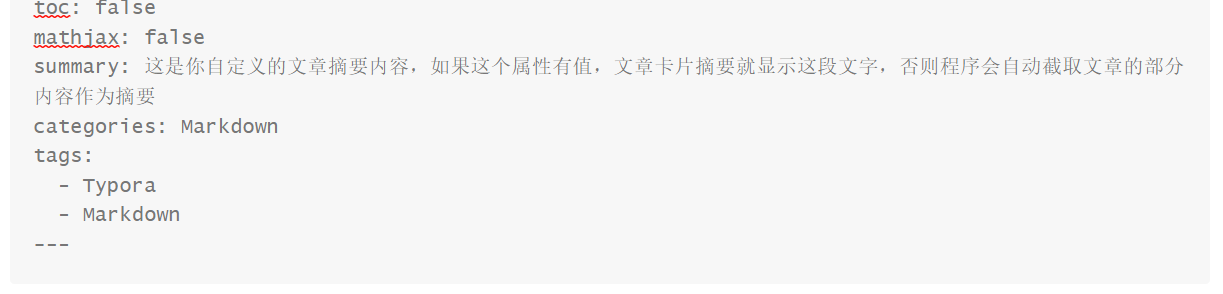 toc: false
mathjax: false
summary: 这是你自定义的文章摘要内容，如果这个属性有值，文章卡片摘要就显示这段文字，否则程序会自动截取文章的部分
内容作为摘要
categories: Markdown
tags:
  - Typora
  - Markdown
---